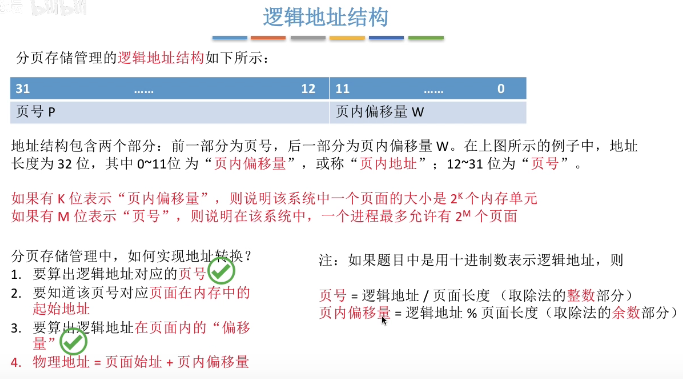 bilibili
逻辑地址结构
分页存储管理的逻辑地址结构如下所示：
31 …… 12 11 …… 0
页号 P 页内偏移量 W
地址结构包含两个部分：前一部分为页号，后一部分为页内偏移量 W。在上图所示的例子中，地址
长度为 32 位，其中 0~11位 为“页内偏移量”，或称“页内地址”；12~31 位为“页号”。
如果有 K 位表示“页内偏移量”，则说明该系统中一个页面的大小是 2ᴷ 个内存单元
如果有 M 位表示“页号”，则说明在该系统中，一个进程最多允许有 2ᴹ 个页面
分页存储管理中，如何实现地址转换？
1. 要算出逻辑地址对应的页号
2. 要知道该页号对应页面在内存中的
起始地址
3. 要算出逻辑地址在页面内的“偏移
量”
4. 物理地址 = 页面始址 + 页内偏移量
注：如果题目中是用十进制数表示逻辑地址，则
页号 = 逻辑地址 / 页面长度 （取除法的整数部分）
页内偏移量 = 逻辑地址 % 页面长度（取除法的余数部分）